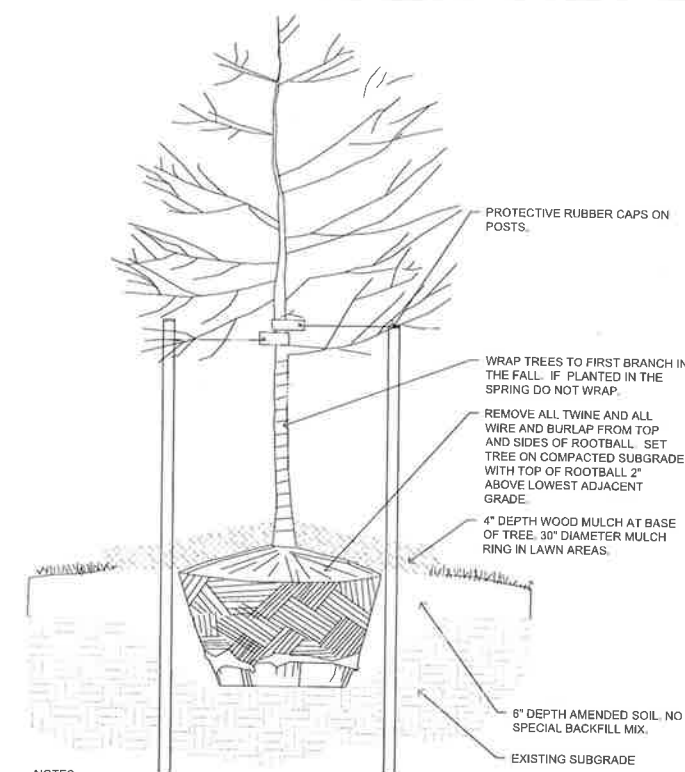 PROTECTIVE RUBBER CAPS ON
POSTS.
WRAP TREES TO FIRST BRANCH IN
THE FALL. IF PLANTED IN THE
SPRING DO NOT WRAP.
REMOVE ALL TWINE AND ALL
WIRE AND BURLAP FROM TOP
AND SIDES OF ROOTBALL. SET
TREE ON COMPACTED SUBGRADE
WITH TOP OF ROOTBALL 2"
ABOVE LOWEST ADJACENT
GRADE.
4" DEPTH WOOD MULCH AT BASE
OF TREE. 30" DIAMETER MULCH
RING IN LAWN AREAS.
6" DEPTH AMENDED SOIL. NO
SPECIAL BACKFILL MIX.
EXISTING SUBGRADE